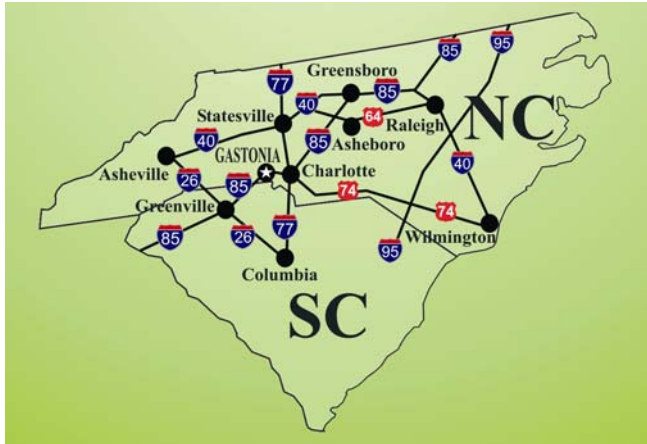 85
95
77
Greensboro
40
85
Statesville
64
Raleigh
NC
Asheboro
40
85
40
GASTONIA
Charlotte
Asheville
26
85
74
Greenville
74
85
26
77
95
Wilmington
Columbia
SC